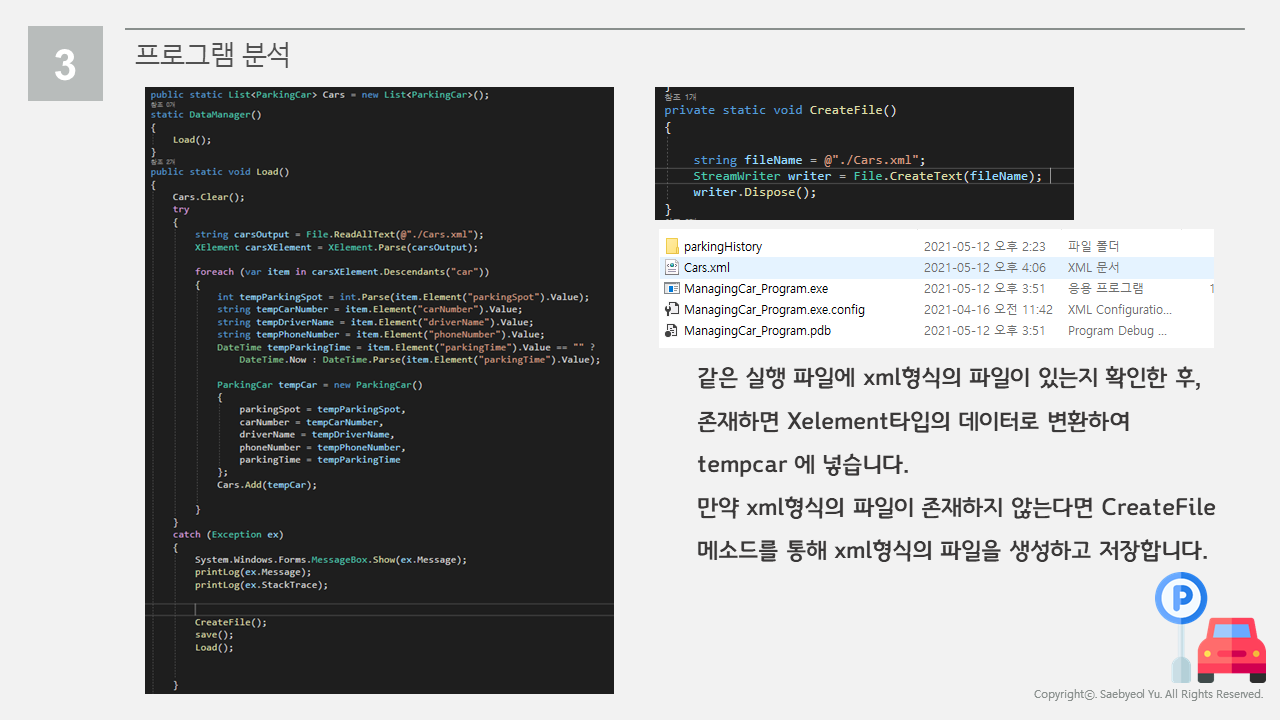 3
프로그램 분석
public static List<ParkingCar> Cars = new List<ParkingCar>();
참조 0개
static DataManager()
{
Load();
}
참조 2개
public static void Load()
{
Cars.Clear();
try
{
string carsOutput = File.ReadAllText(@"./Cars.xml");
XElement carsXElement = XElement.Parse(carsOutput);
foreach (var item in carsXElement.Descendants("car"))
{
int tempParkingSpot = int.Parse(item.Element("parkingSpot").Value);
string tempCarNumber = item.Element("carNumber").Value;
string tempDriverName = item.Element("driverName").Value;
string tempPhoneNumber = item.Element("phoneNumber").Value;
DateTime tempParkingTime = item.Element("parkingTime").Value == "" ?
DateTime.Now : DateTime.Parse(item.Element("parkingTime").Value);
ParkingCar tempCar = new ParkingCar()
{
parkingSpot = tempParkingSpot,
carNumber = tempCarNumber,
driverName = tempDriverName,
phoneNumber = tempPhoneNumber,
parkingTime = tempParkingTime
};
Cars.Add(tempCar);
}
}
catch (Exception ex)
{
System.Windows.Forms.MessageBox.Show(ex.Message);
printLog(ex.Message);
printLog(ex.StackTrace);
CreateFile();
save();
Load();
}
}
참조 1개
private static void CreateFile()
{
string fileName = @"./Cars.xml";
StreamWriter writer = File.CreateText(fileName);
writer.Dispose();
}
parkingHistory 2021-05-12 오후 2:23 파일 폴더
Cars.xml 2021-05-12 오후 4:06 XML 문서
ManagingCar_Program.exe 2021-05-12 오후 3:51 응용 프로그램 1
ManagingCar_Program.exe.config 2021-04-16 오전 11:42 XML Configuratio...
ManagingCar_Program.pdb 2021-05-12 오후 3:51 Program Debug ...
같은 실행 파일에 xml형식의 파일이 있는지 확인한 후,
존재하면 Xelement타입의 데이터로 변환하여
tempcar 에 넣습니다.
만약 xml형식의 파일이 존재하지 않는다면 CreateFile
메소드를 통해 xml형식의 파일을 생성하고 저장합니다.
P
Copyrightⓒ. Saebyeol Yu. All Rights Reserved.